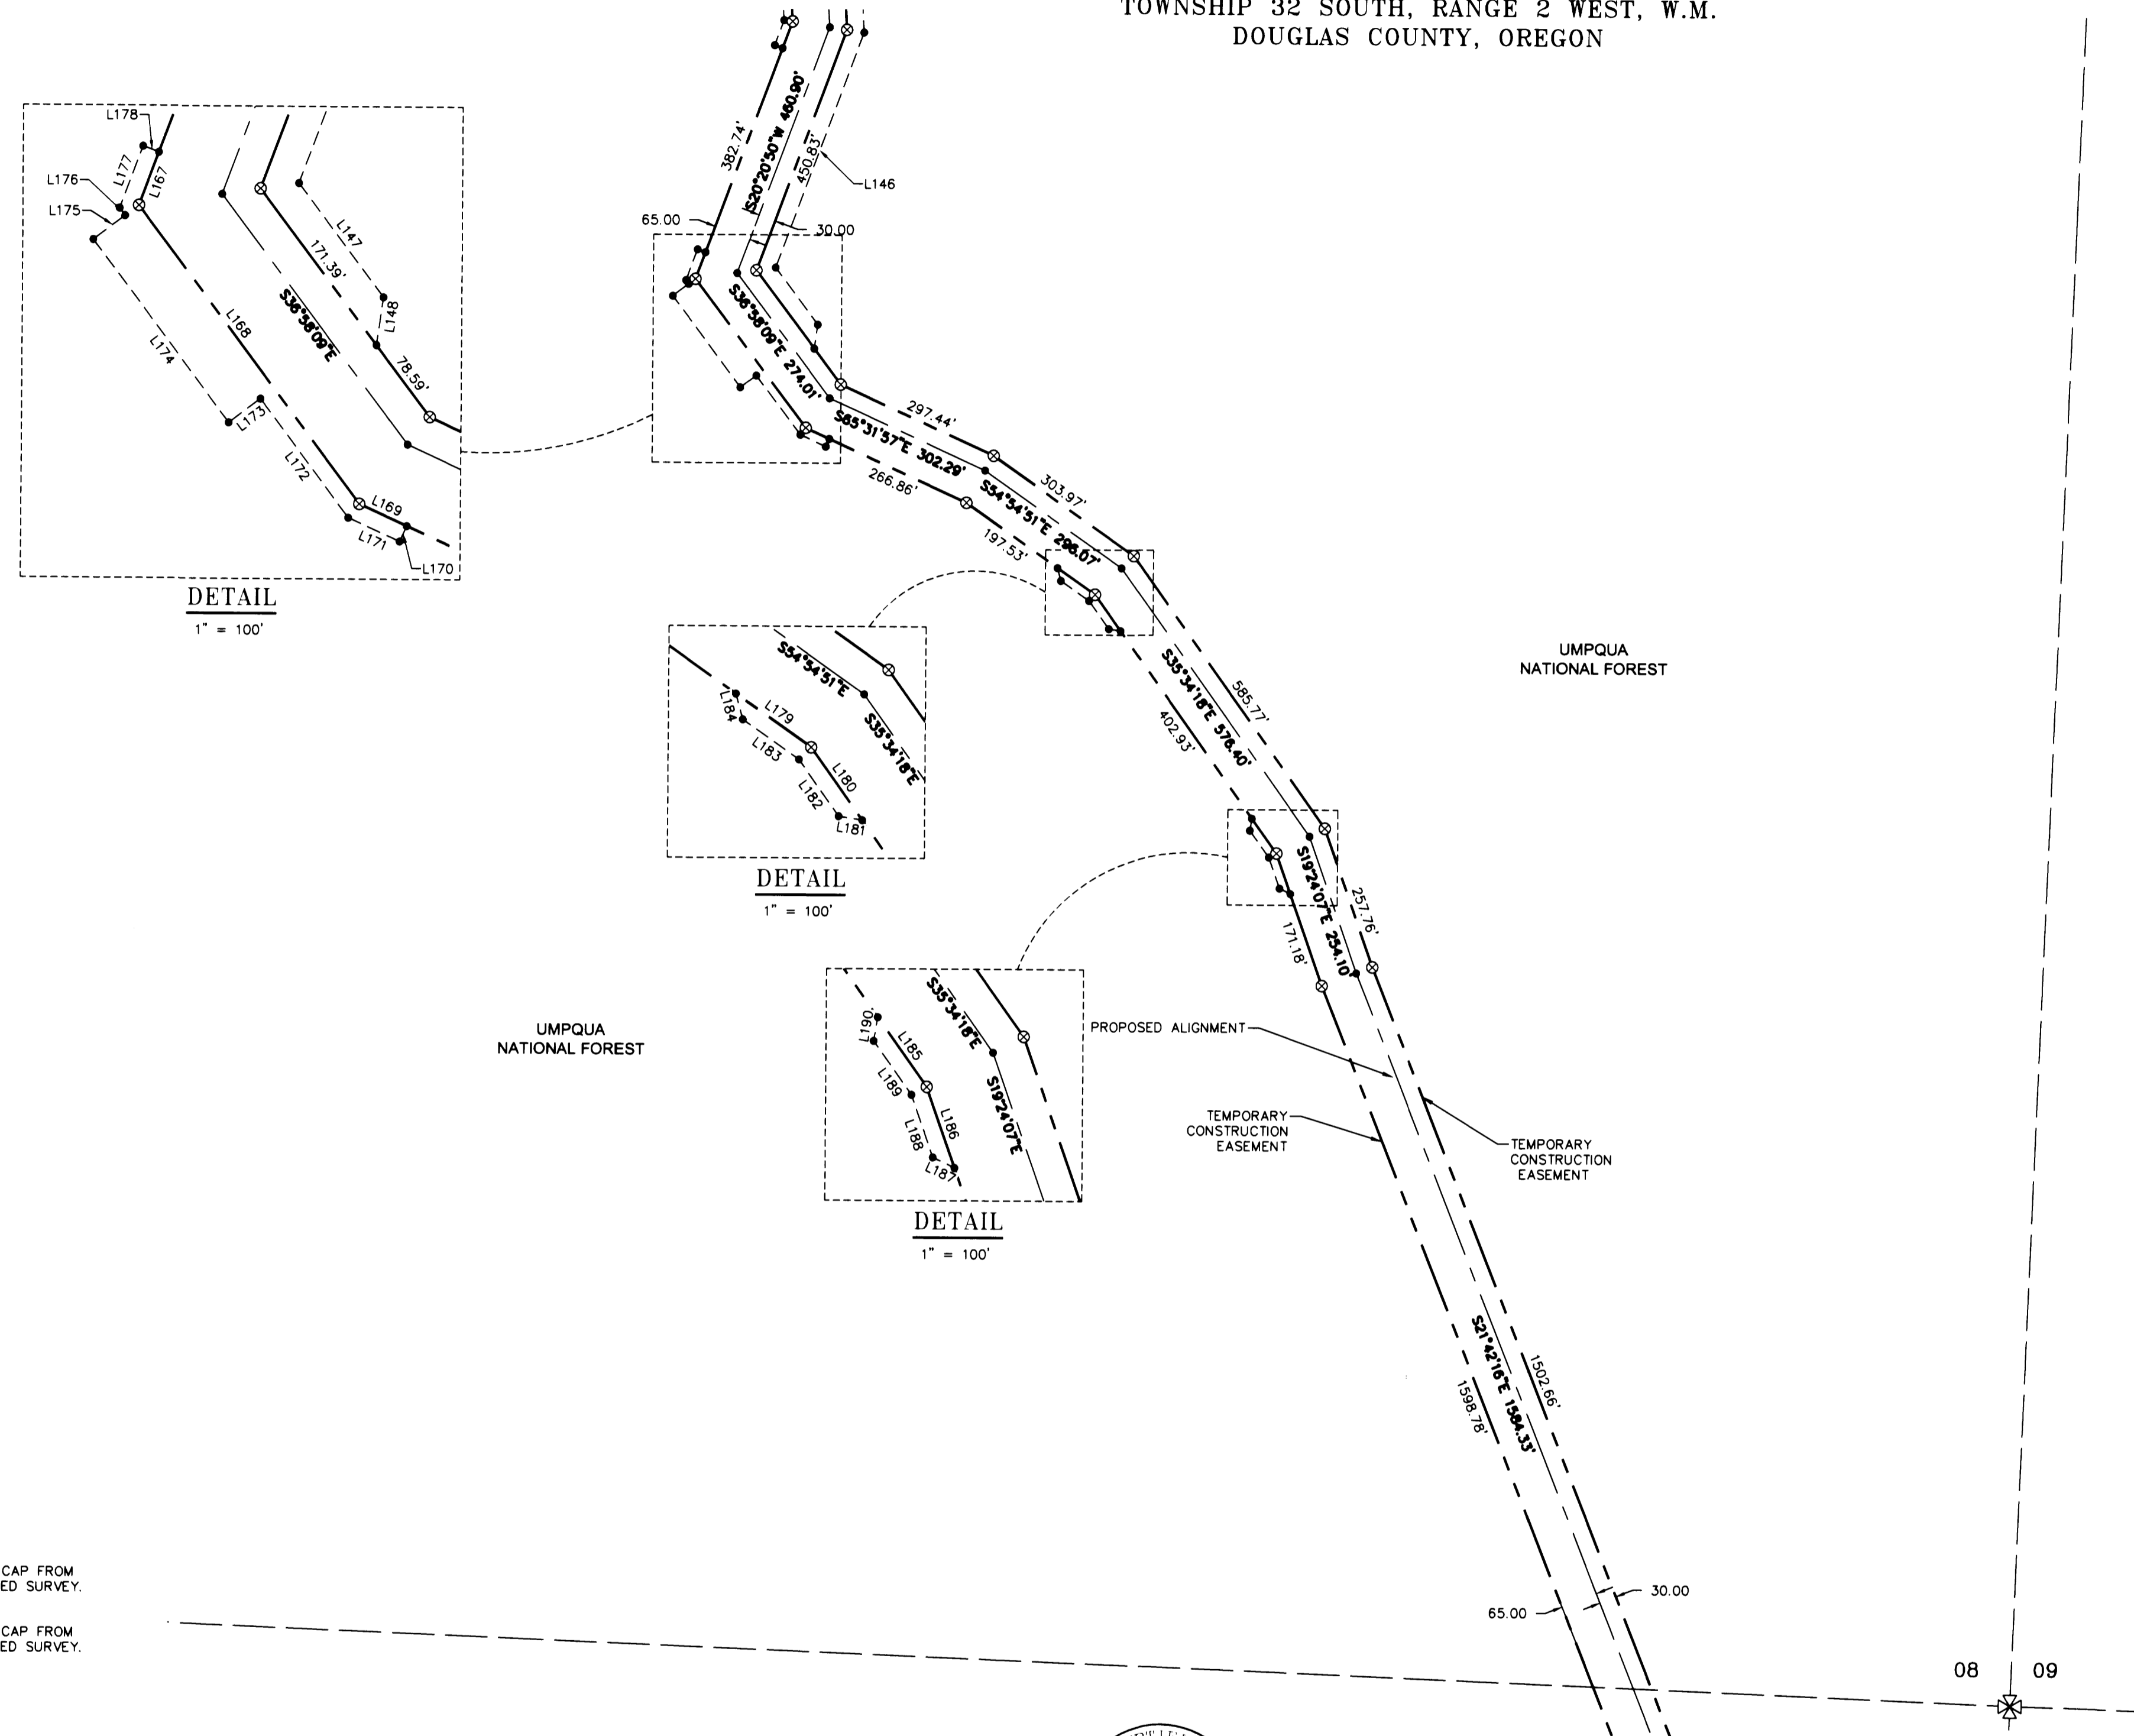 TOWNSHIP 32 SOUTH, RANGE 2 WEST, W.M.
DOUGLAS COUNTY, OREGON
L178
L177
L167
L176
L175
L147
171.39'
L148
L168
S36°58'09"E
L174
78.59'
L173
L172
L169
L171
L170
DETAIL
1" = 100'
382.74'
S20°20'50"W 460.90'
450.83'
L146
65.00
30.00
S36°58'09"E 274.01'
297.44'
S65°31'57"E 302.29'
266.86'
303.97'
S54°54'51"E 296.07'
197.53'
S54°54'51"E
L184
L179
S35°34'18"E
L183
L180
L182
L181
DETAIL
1" = 100'
UMPQUA
NATIONAL FOREST
585.77'
S35°34'18"E 576.40'
402.93'
257.76'
S19°24'07"E 254.10'
171.18'
S35°34'18"E
L190
L185
L189
S19°24'07"E
L186
L188
L187
DETAIL
1" = 100'
UMPQUA
NATIONAL FOREST
PROPOSED ALIGNMENT
TEMPORARY
CONSTRUCTION
EASEMENT
TEMPORARY
CONSTRUCTION
EASEMENT
S21°42'16"E 1584.33'
1502.66'
1598.78'
30.00
65.00
CAP FROM
ED SURVEY.
CAP FROM
ED SURVEY.
08
09